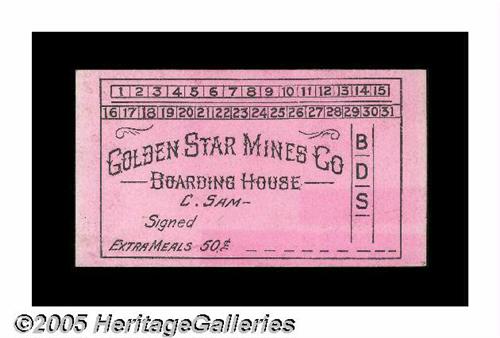 1 2 3 4 5 6 7 8 9 10 11 12 13 14 15
16 17 18 19 20 21 22 23 24 25 26 27 28 29 30 31
GOLDEN STAR MINES CO
BOARDING HOUSE
C. SAM-
Signed
EXTRA MEALS 50¢
B
D
S
©2005 HeritageGalleries